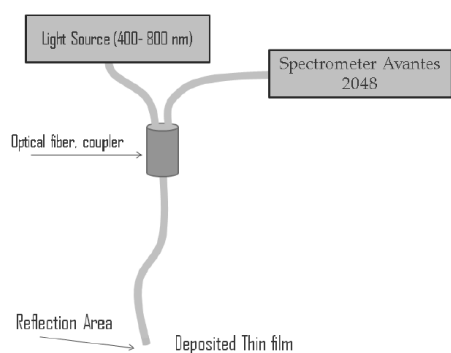 Light Source (400- 800 nm)
Spectrometer Avantes
2048
Optical fiber, coupler
Reflection Area
Deposited Thin film